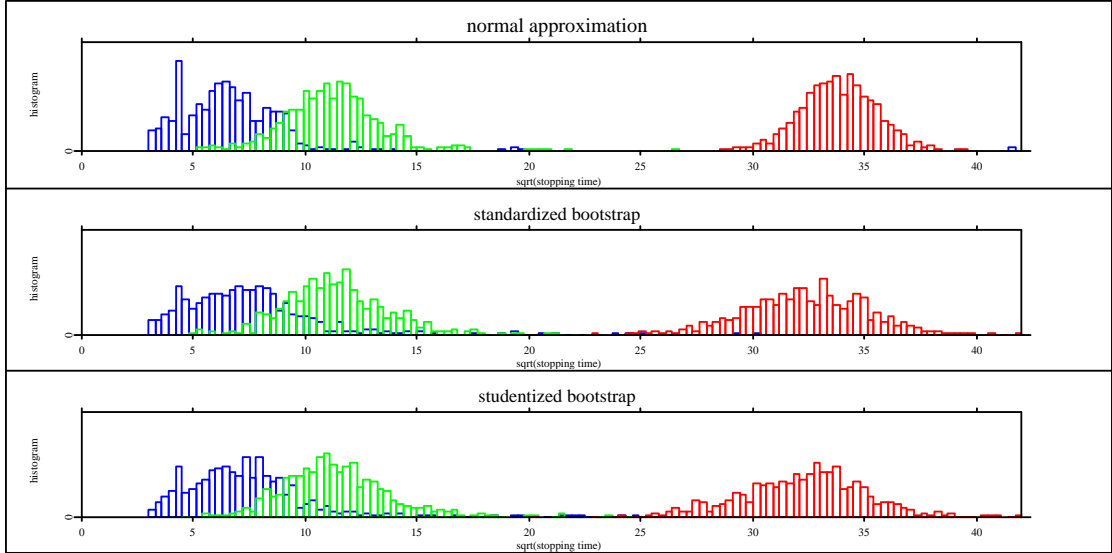 normal approximation
histogram
0
0 5 10 15 20 25 30 35 40
sqrt(stopping time)
standardized bootstrap
histogram
0
0 5 10 15 20 25 30 35 40
sqrt(stopping time)
studentized bootstrap
histogram
0
0 5 10 15 20 25 30 35 40
sqrt(stopping time)